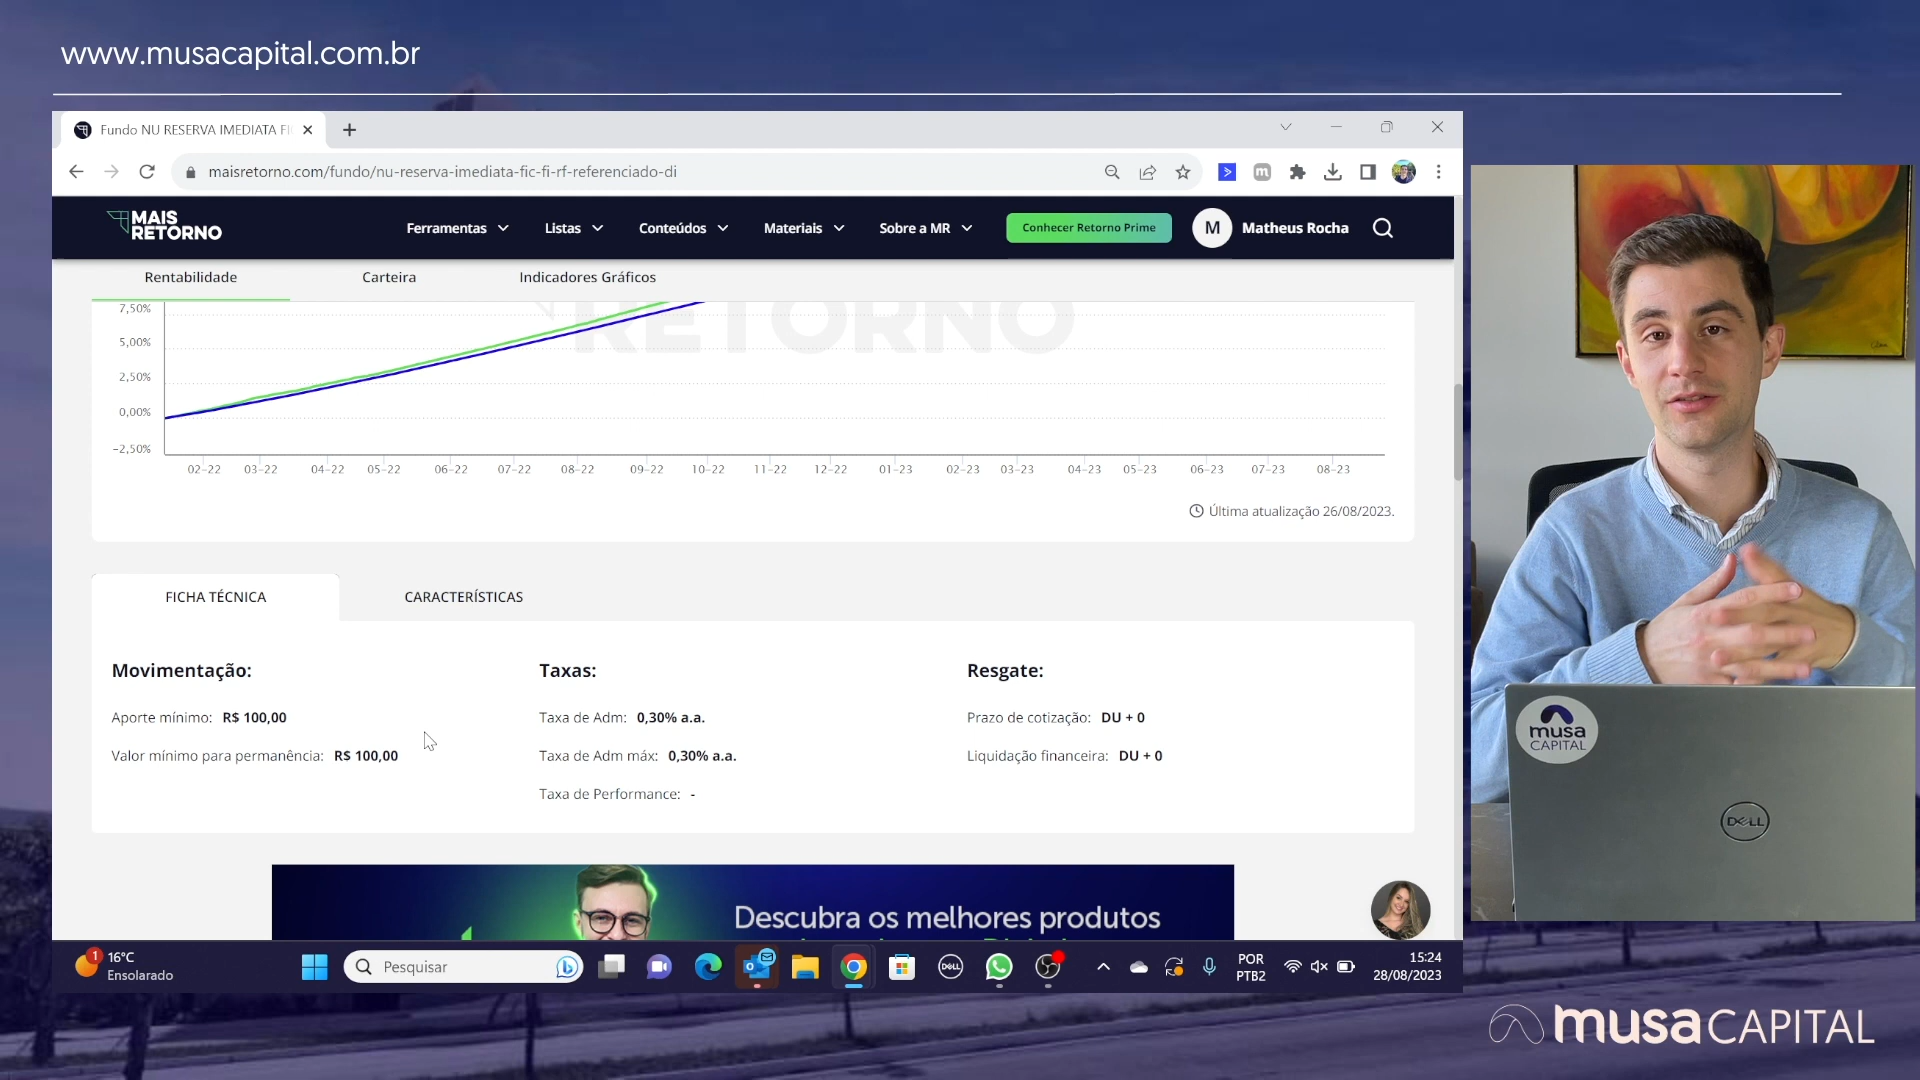 www.musacapital.com.br
Fundo NU RESERVA IMEDIATA FI
maisretorno.com/fundo/nu-reserva-imediata-fic-fi-rf-referenciado-di
MAIS RETORNO
Ferramentas Listas Conteúdos Materiais Sobre a MR Conhecer Retorno Prime M Matheus Rocha
Rentabilidade Carteira Indicadores Gráficos
RETORNO
7,50%
5,00%
2,50%
0,00%
-2,50%
02-22 03-22 04-22 05-22 06-22 07-22 08-22 09-22 10-22 11-22 12-22 01-23 02-23 03-23 04-23 05-23 06-23 07-23 08-23
Última atualização 26/08/2023.
FICHA TÉCNICA CARACTERÍSTICAS
Movimentação: Taxas: Resgate:
Aporte mínimo: R$ 100,00 Taxa de Adm: 0,30% a.a. Prazo de cotização: DU + 0
Valor mínimo para permanência: R$ 100,00 Taxa de Adm máx: 0,30% a.a. Liquidação financeira: DU + 0
Taxa de Performance: -
Descubra os melhores produtos
musa
CAPITAL
DELL
1 16°C
Ensolarado
Pesquisar
DELL
POR
PTB2
15:24
28/08/2023
musa CAPITAL